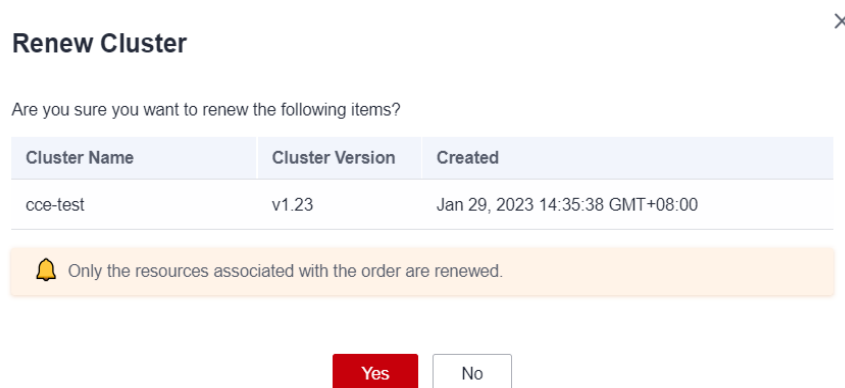 Renew Cluster
Are you sure you want to renew the following items?
Cluster Name Cluster Version Created
cce-test v1.23 Jan 29, 2023 14:35:38 GMT+08:00
Only the resources associated with the order are renewed.
Yes No